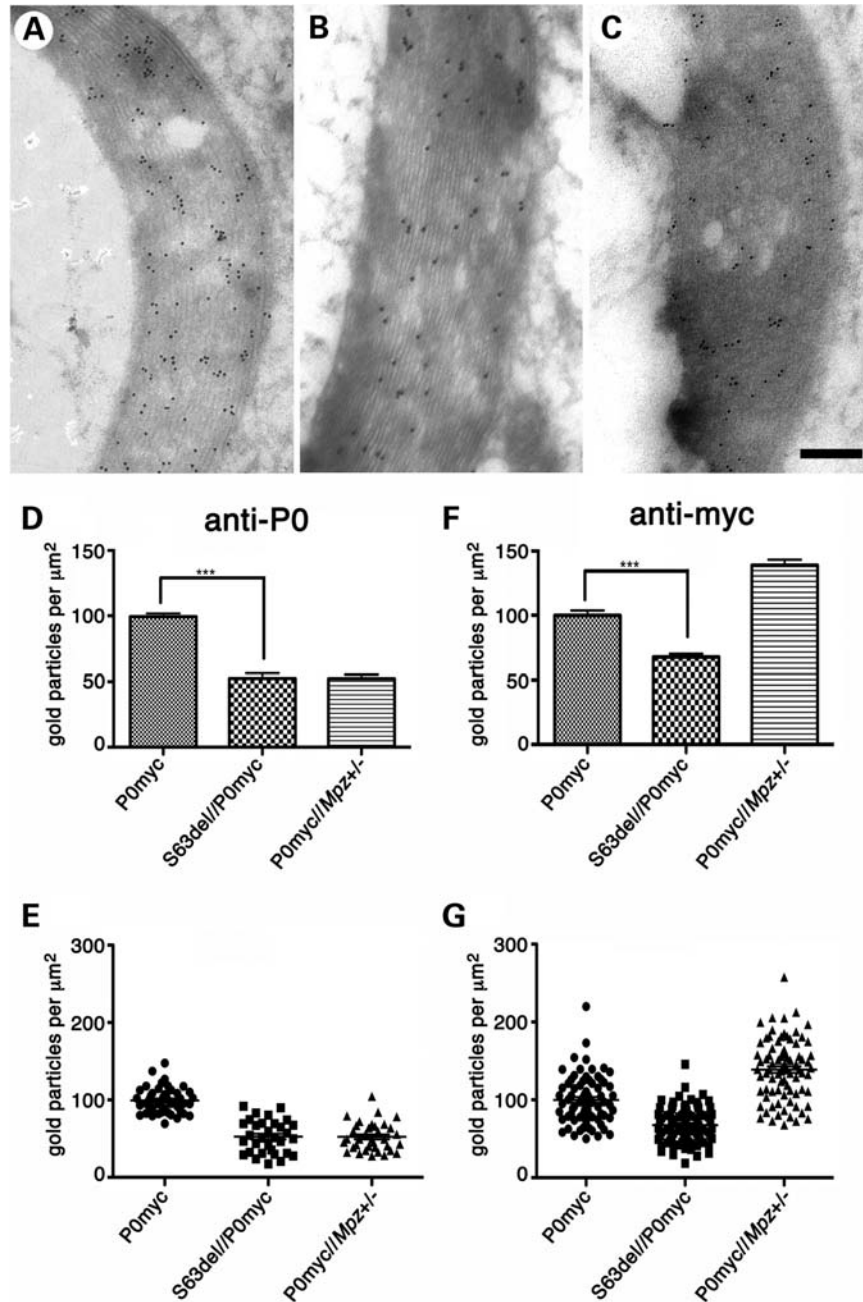 A
B
C
D
anti-P0
gold particles per μm²
150
100
50
0
***
P0myc
S63del//P0myc
P0myc//Mpz+/-
F
anti-myc
gold particles per μm²
150
100
50
0
***
P0myc
S63del//P0myc
P0myc//Mpz+/-
E
gold particles per μm²
300
200
100
0
P0myc
S63del//P0myc
P0myc//Mpz+/-
G
gold particles per μm²
300
200
100
0
P0myc
S63del//P0myc
P0myc//Mpz+/-